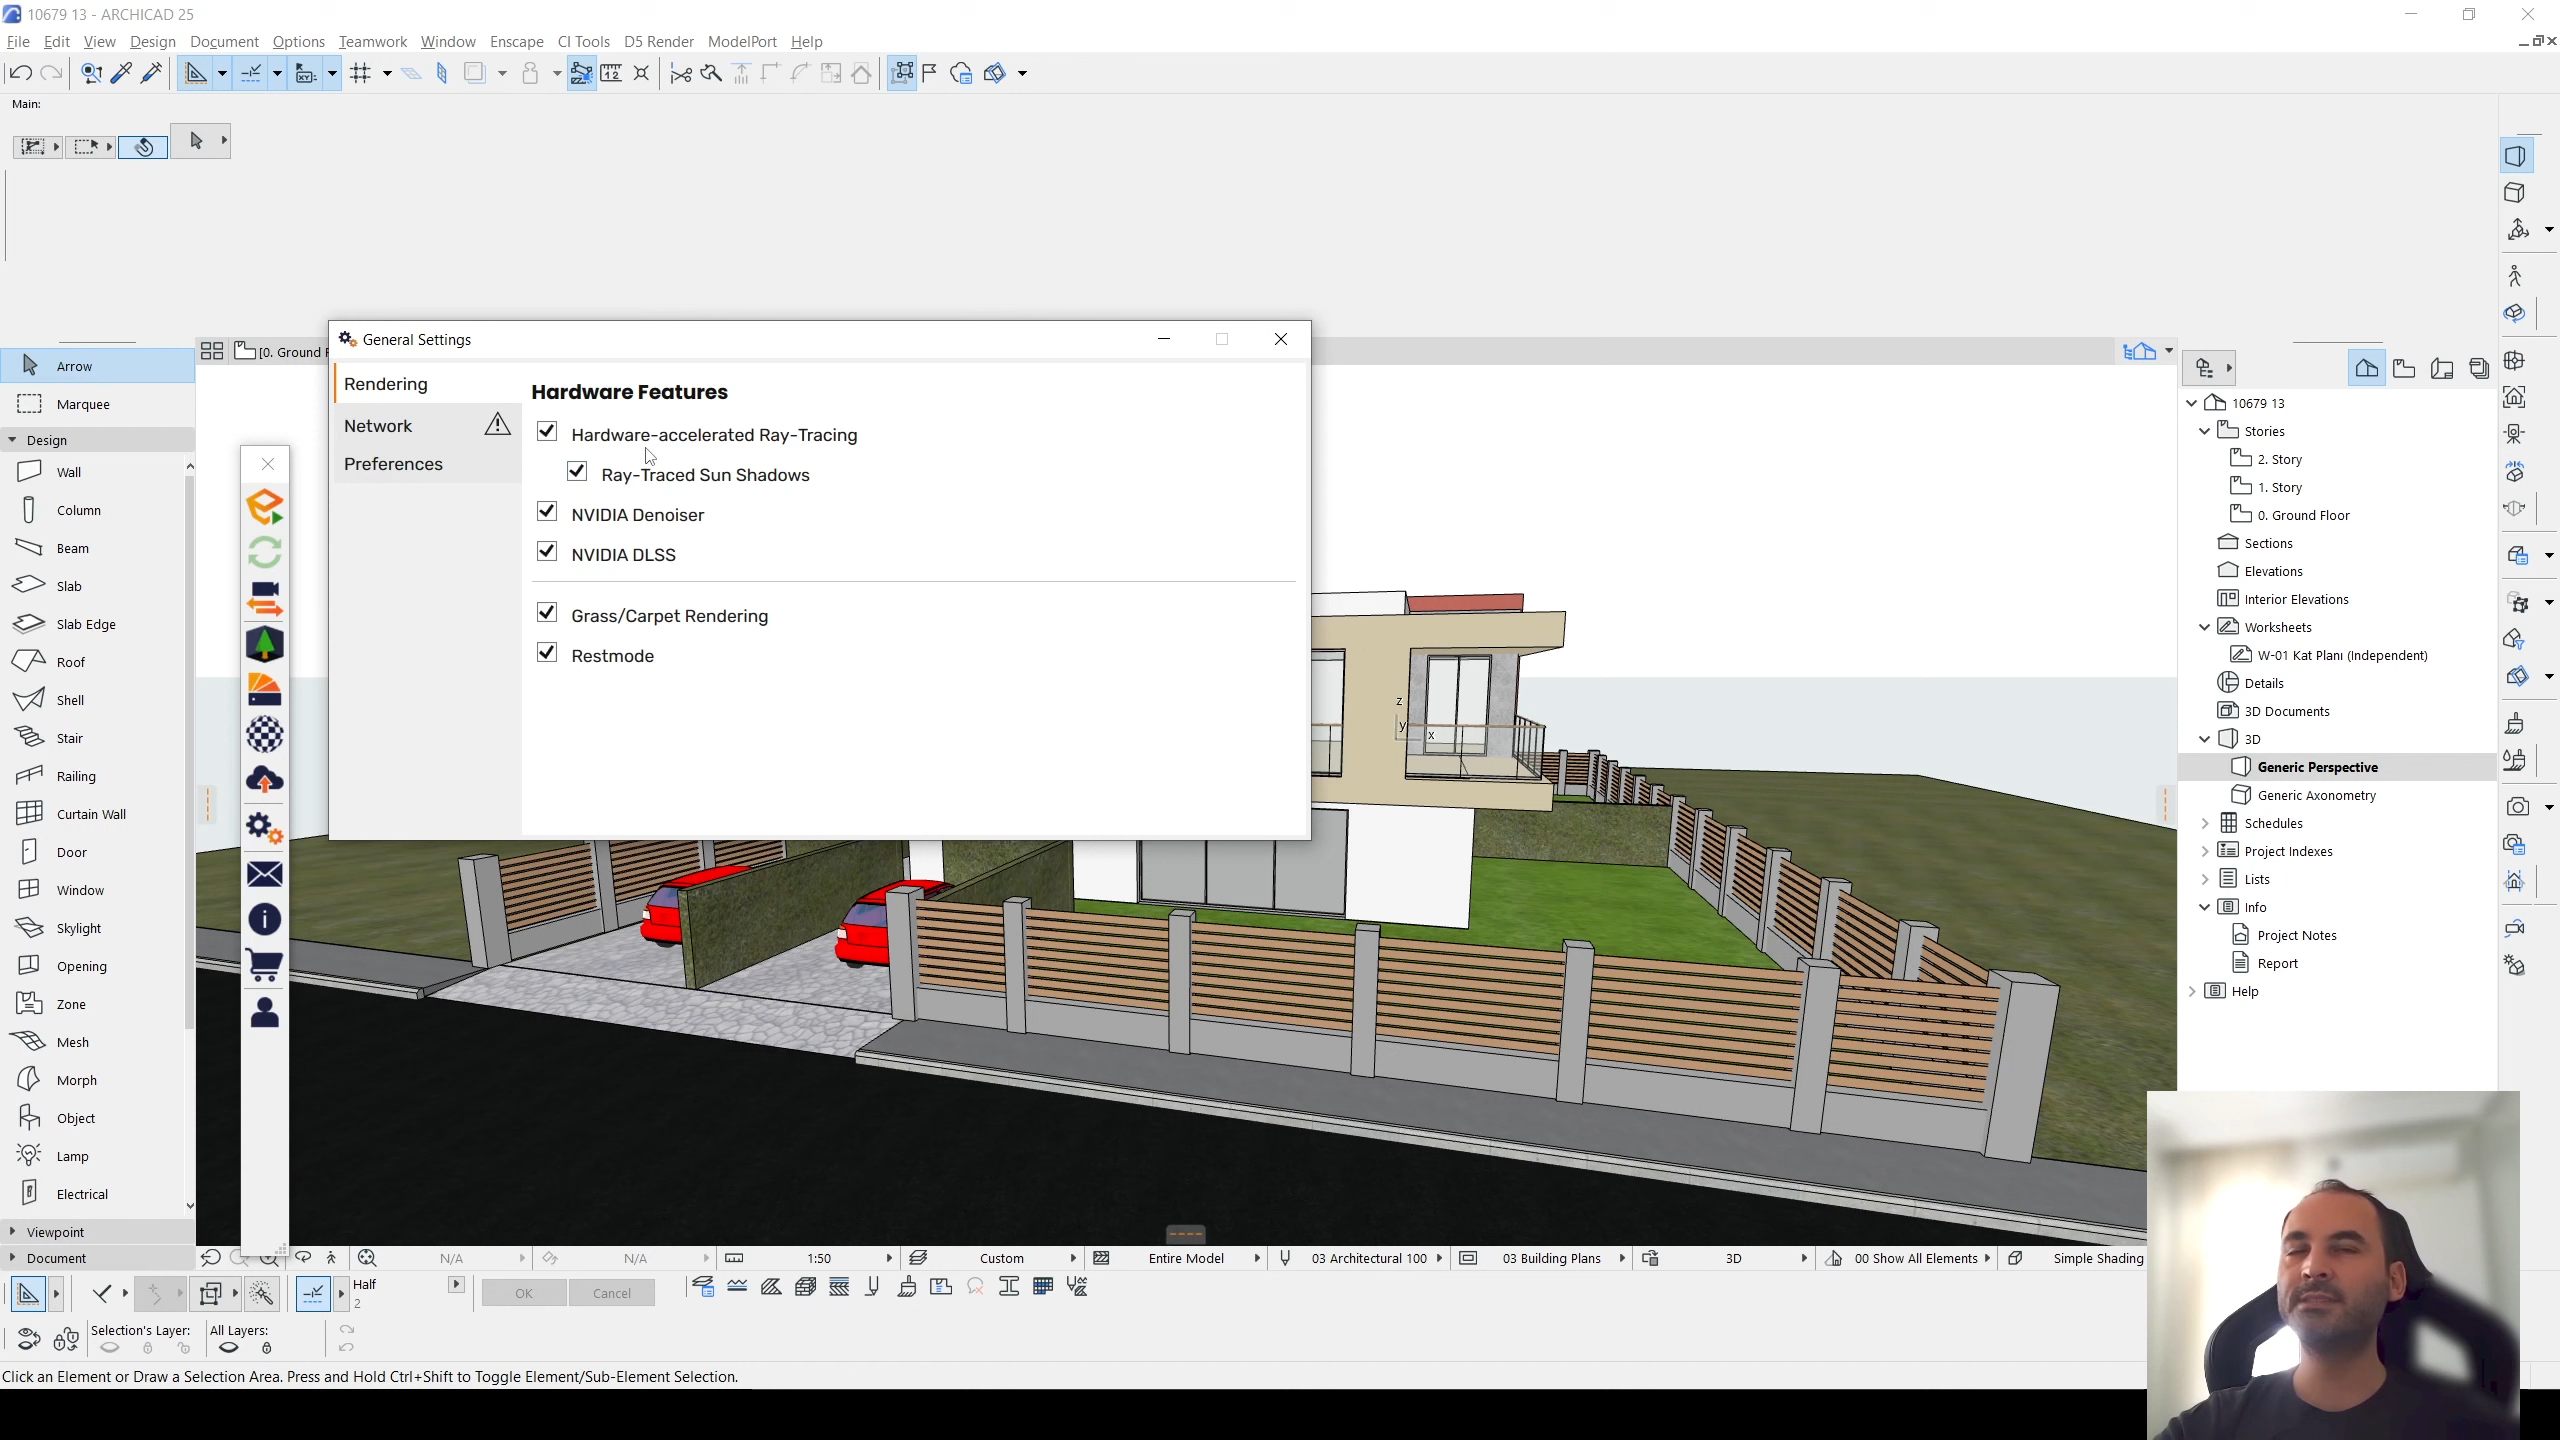 10679 13 - ARCHICAD 25
File Edit View Design Document Options Teamwork Window Enscape CI Tools D5 Render ModelPort Help
Main:
[0. Ground F
General Settings
Rendering
Network
Preferences
Hardware Features
Hardware-accelerated Ray-Tracing
Ray-Traced Sun Shadows
NVIDIA Denoiser
NVIDIA DLSS
Grass/Carpet Rendering
Restmode
Arrow
Marquee
Design
Wall
Column
Beam
Slab
Slab Edge
Roof
Shell
Stair
Railing
Curtain Wall
Door
Window
Skylight
Opening
Zone
Mesh
Morph
Object
Lamp
Electrical
Viewpoint
Document
z
y
x
10679 13
Stories
2. Story
1. Story
0. Ground Floor
Sections
Elevations
Interior Elevations
Worksheets
W-01 Kat Planı (Independent)
Details
3D Documents
3D
Generic Perspective
Generic Axonometry
Schedules
Project Indexes
Lists
Info
Project Notes
Report
Help
N/A N/A 1:50 Custom Entire Model 03 Architectural 100 03 Building Plans 3D 00 Show All Elements Simple Shading
Half
2
OK Cancel
Selection's Layer: All Layers:
Click an Element or Draw a Selection Area. Press and Hold Ctrl+Shift to Toggle Element/Sub-Element Selection.